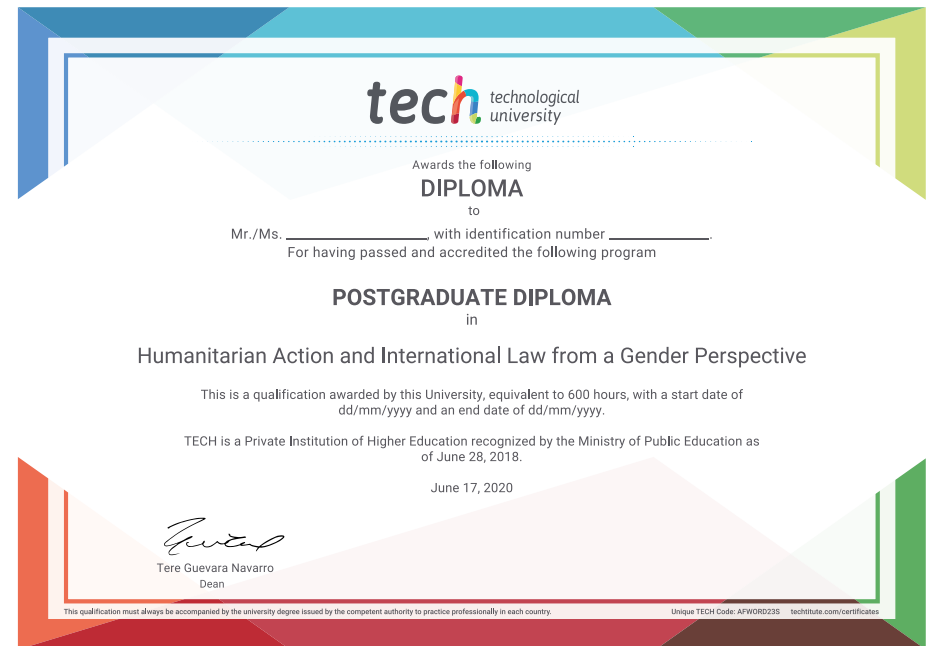 tech technological
university
Awards the following
DIPLOMA
to
Mr./Ms. ____________________, with identification number ______________.
For having passed and accredited the following program
POSTGRADUATE DIPLOMA
in
Humanitarian Action and International Law from a Gender Perspective
This is a qualification awarded by this University, equivalent to 600 hours, with a start date of
dd/mm/yyyy and an end date of dd/mm/yyyy.
TECH is a Private Institution of Higher Education recognized by the Ministry of Public Education as
of June 28, 2018.
June 17, 2020
Tere Guevara Navarro
Dean
This qualification must always be accompanied by the university degree issued by the competent authority to practice professionally in each country.
Unique TECH Code: AFWORD23S techtitute.com/certificates